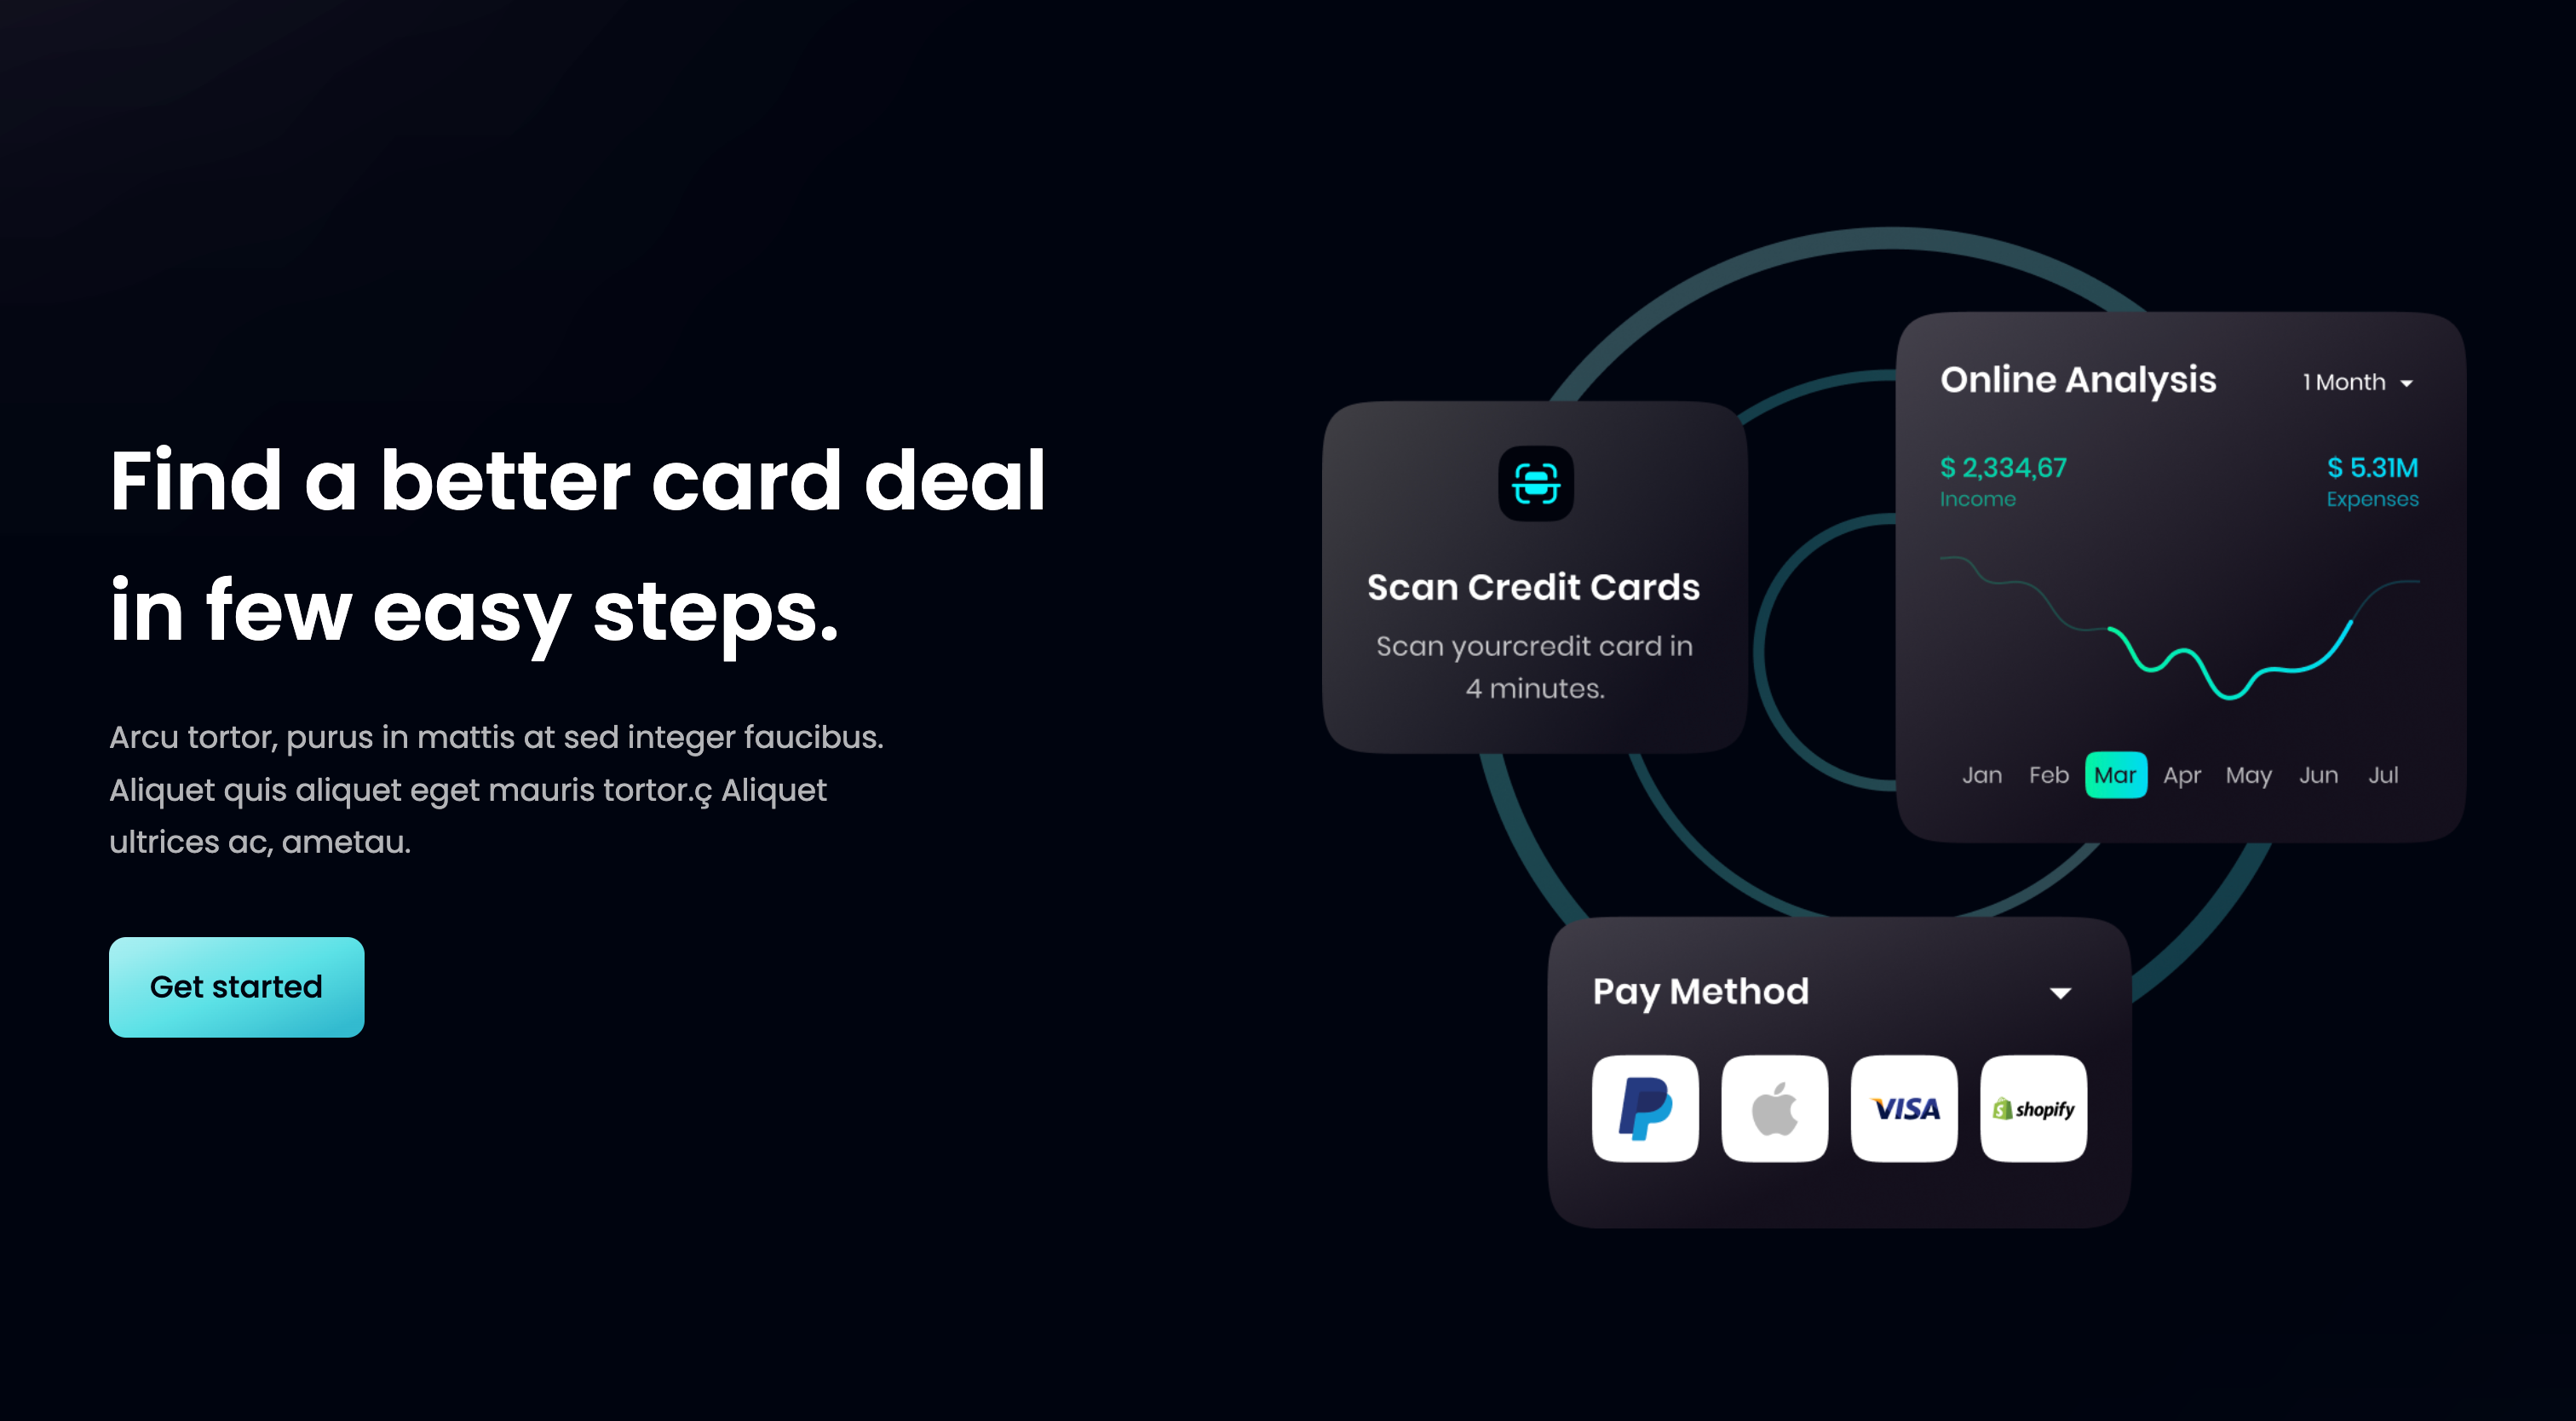 Find a better card deal
in few easy steps.
Arcu tortor, purus in mattis at sed integer faucibus.
Aliquet quis aliquet eget mauris tortor.ç Aliquet
ultrices ac, ametau.
Get started
Scan Credit Cards
Scan yourcredit card in
4 minutes.
Online Analysis
1 Month
$ 2,334,67
$ 5.31M
Income
Expenses
Jan Feb Mar Apr May Jun Jul
Pay Method
VISA
shopify